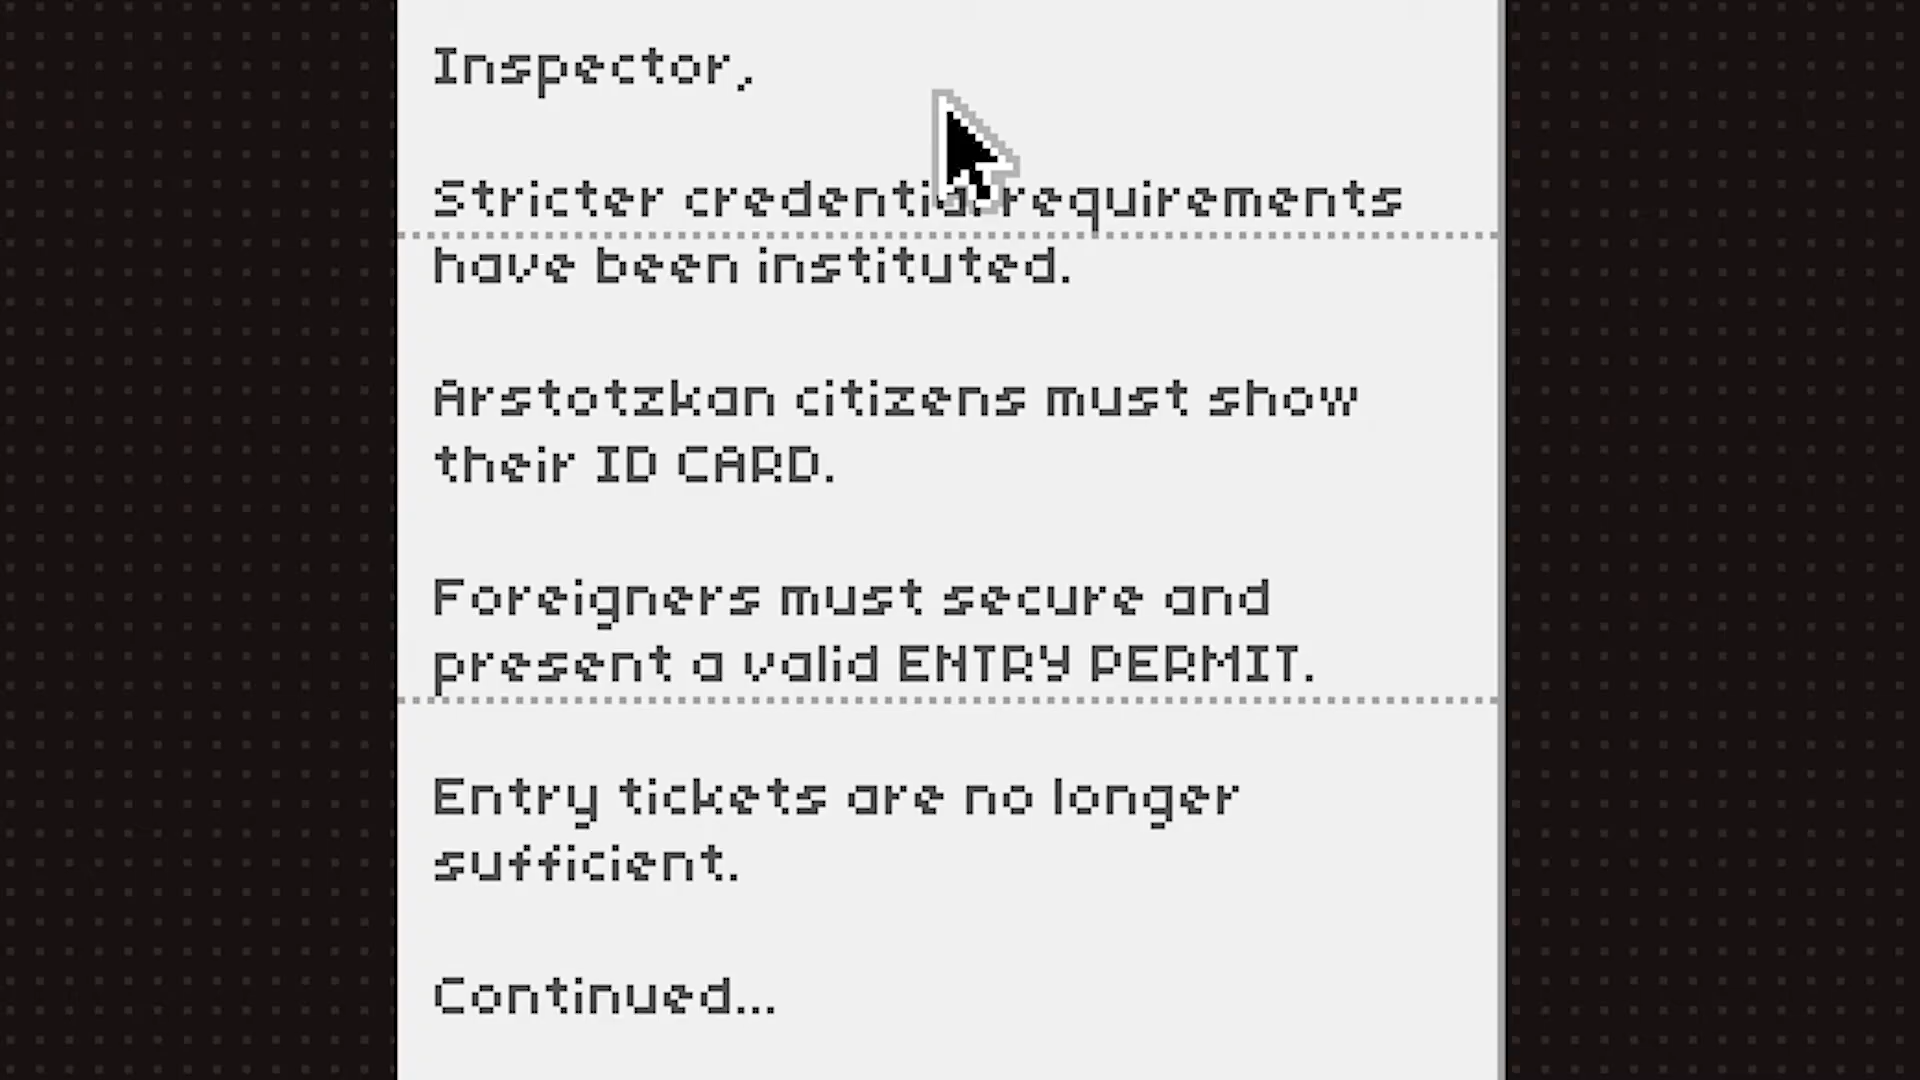 Inspector,
Stricter credential requirements
have been instituted.
Arstotzkan citizens must show
their ID CARD.
Foreigners must secure and
present a valid ENTRY PERMIT.
Entry tickets are no longer
sufficient.
Continued...